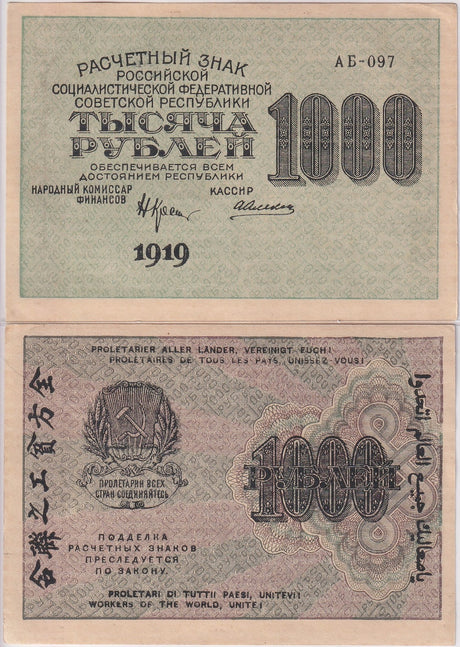 РАСЧЕТНЫЙ ЗНАК
РОССИЙСКОЙ
СОЦИАЛИСТИЧЕСКОЙ ФЕДЕРАТИВНОЙ
СОВЕТСКОЙ РЕСПУБЛИКИ
ТЫСЯЧА
РУБЛЕЙ
ОБЕСПЕЧИВАЕТСЯ ВСЕМ
ДОСТОЯНИЕМ РЕСПУБЛИКИ
НАРОДНЫЙ КОМИССАР
ФИНАНСОВ
КАССИР
1919
АБ-097
1000
PROLETARIER ALLER LÄNDER, VEREINIGT EUCH!
PROLÉTAIRES DE TOUS LES PAYS, UNISSEZ-VOUS!
ПРОЛЕТАРИИ ВСЕХ
СТРАН СОЕДИНЯЙТЕСЬ
1000
РУБЛЕЙ
ПОДДЕЛКА
РАСЧЕТНЫХ ЗНАКОВ
ПРЕСЛЕДУЕТСЯ
ПО ЗАКОНУ.
PROLETARI DI TUTTI PAESI, UNITEVI!
WORKERS OF THE WORLD, UNITE!